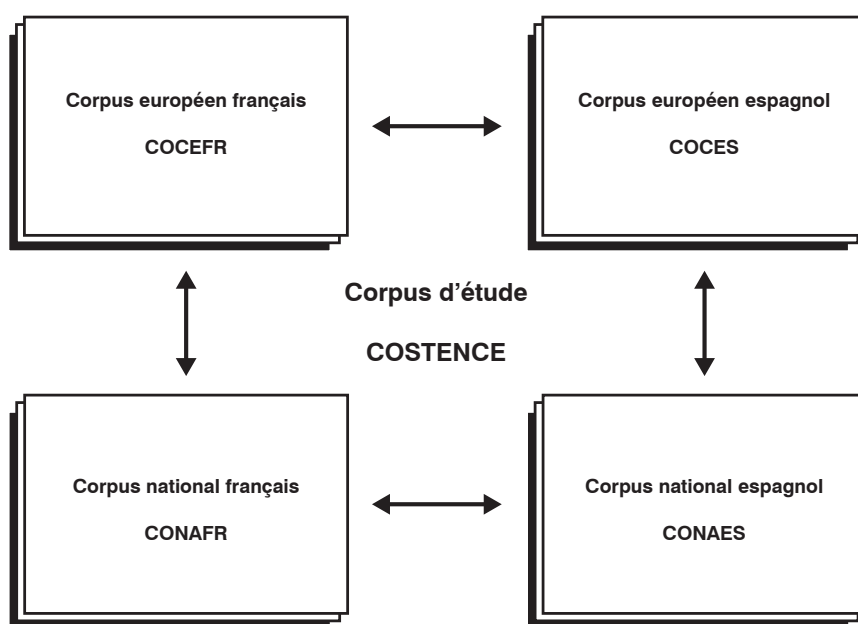 Corpus européen français
COCEFR
Corpus européen espagnol
COCES
Corpus d'étude
COSTENCE
Corpus national français
CONAFR
Corpus national espagnol
CONAES